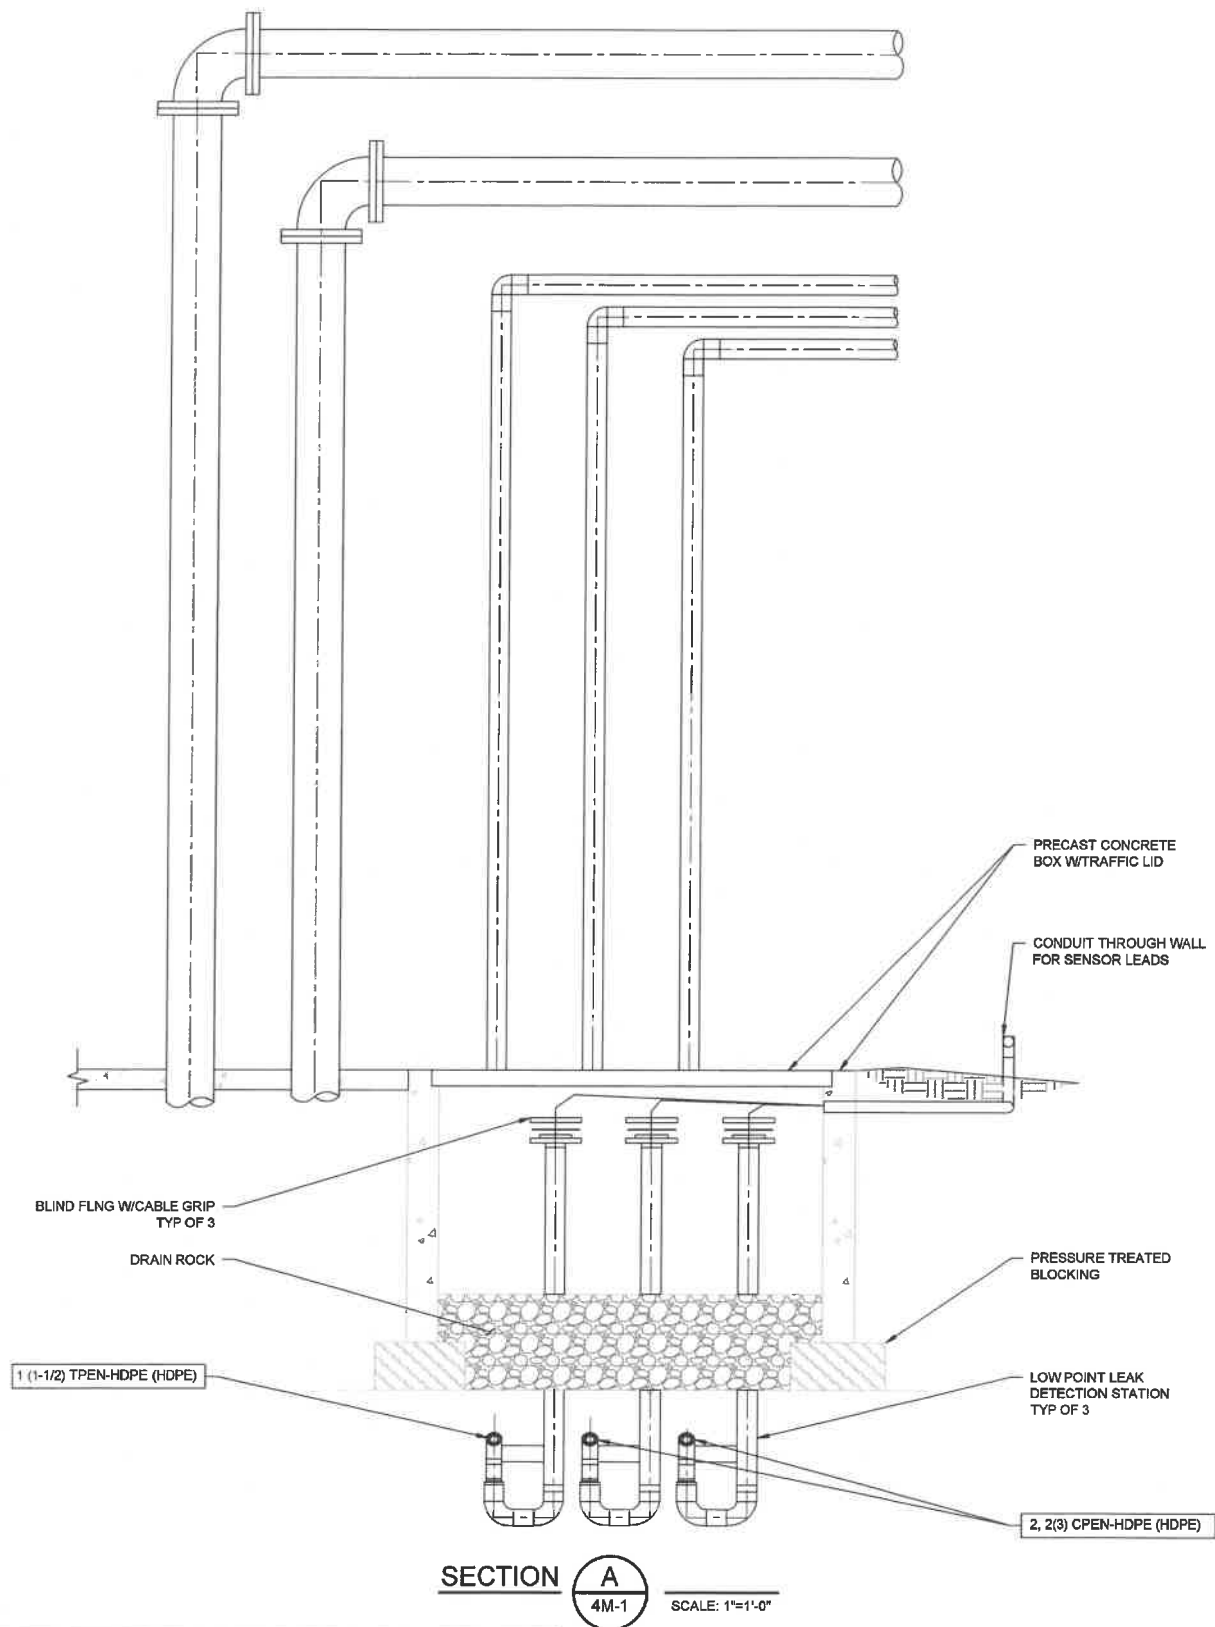 PRECAST CONCRETE
BOX W/TRAFFIC LID
CONDUIT THROUGH WALL
FOR SENSOR LEADS
BLIND FLNG W/CABLE GRIP
TYP OF 3
DRAIN ROCK
PRESSURE TREATED
BLOCKING
1 (1-1/2) TPEN-HDPE (HDPE)
LOW POINT LEAK
DETECTION STATION
TYP OF 3
2, 2(3) CPEN-HDPE (HDPE)
SECTION
A
4M-1
SCALE: 1"=1'-0"